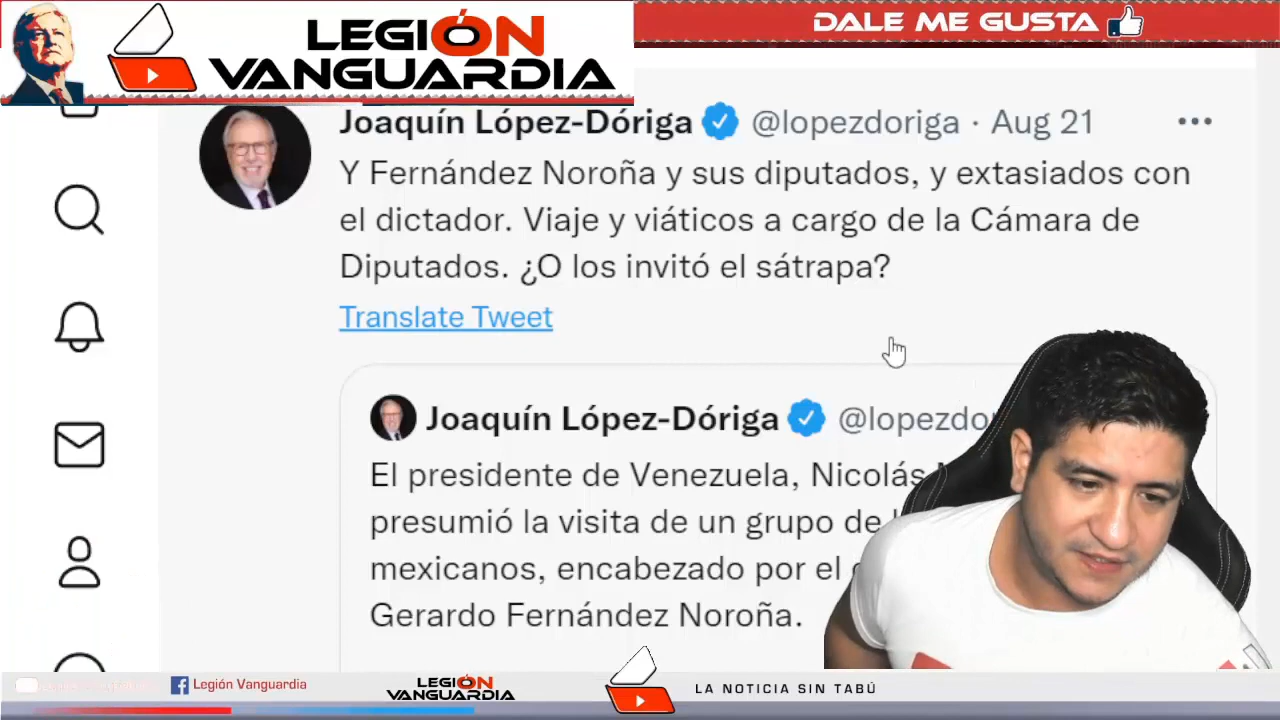 LEGIÓN
VANGUARDIA
DALE ME GUSTA
Joaquín López-Dóriga @lopezdoriga · Aug 21
Y Fernández Noroña y sus diputados, y extasiados con
el dictador. Viaje y viáticos a cargo de la Cámara de
Diputados. ¿O los invitó el sátrapa?
Translate Tweet
Joaquín López-Dóriga
El presidente de Venezuela, Nicolás
presumió la visita de un grupo de
mexicanos, encabezado por el
Gerardo Fernández Noroña.
Legión Vanguardia
LEGIÓN
VANGUARDIA
LA NOTICIA SIN TABÚ